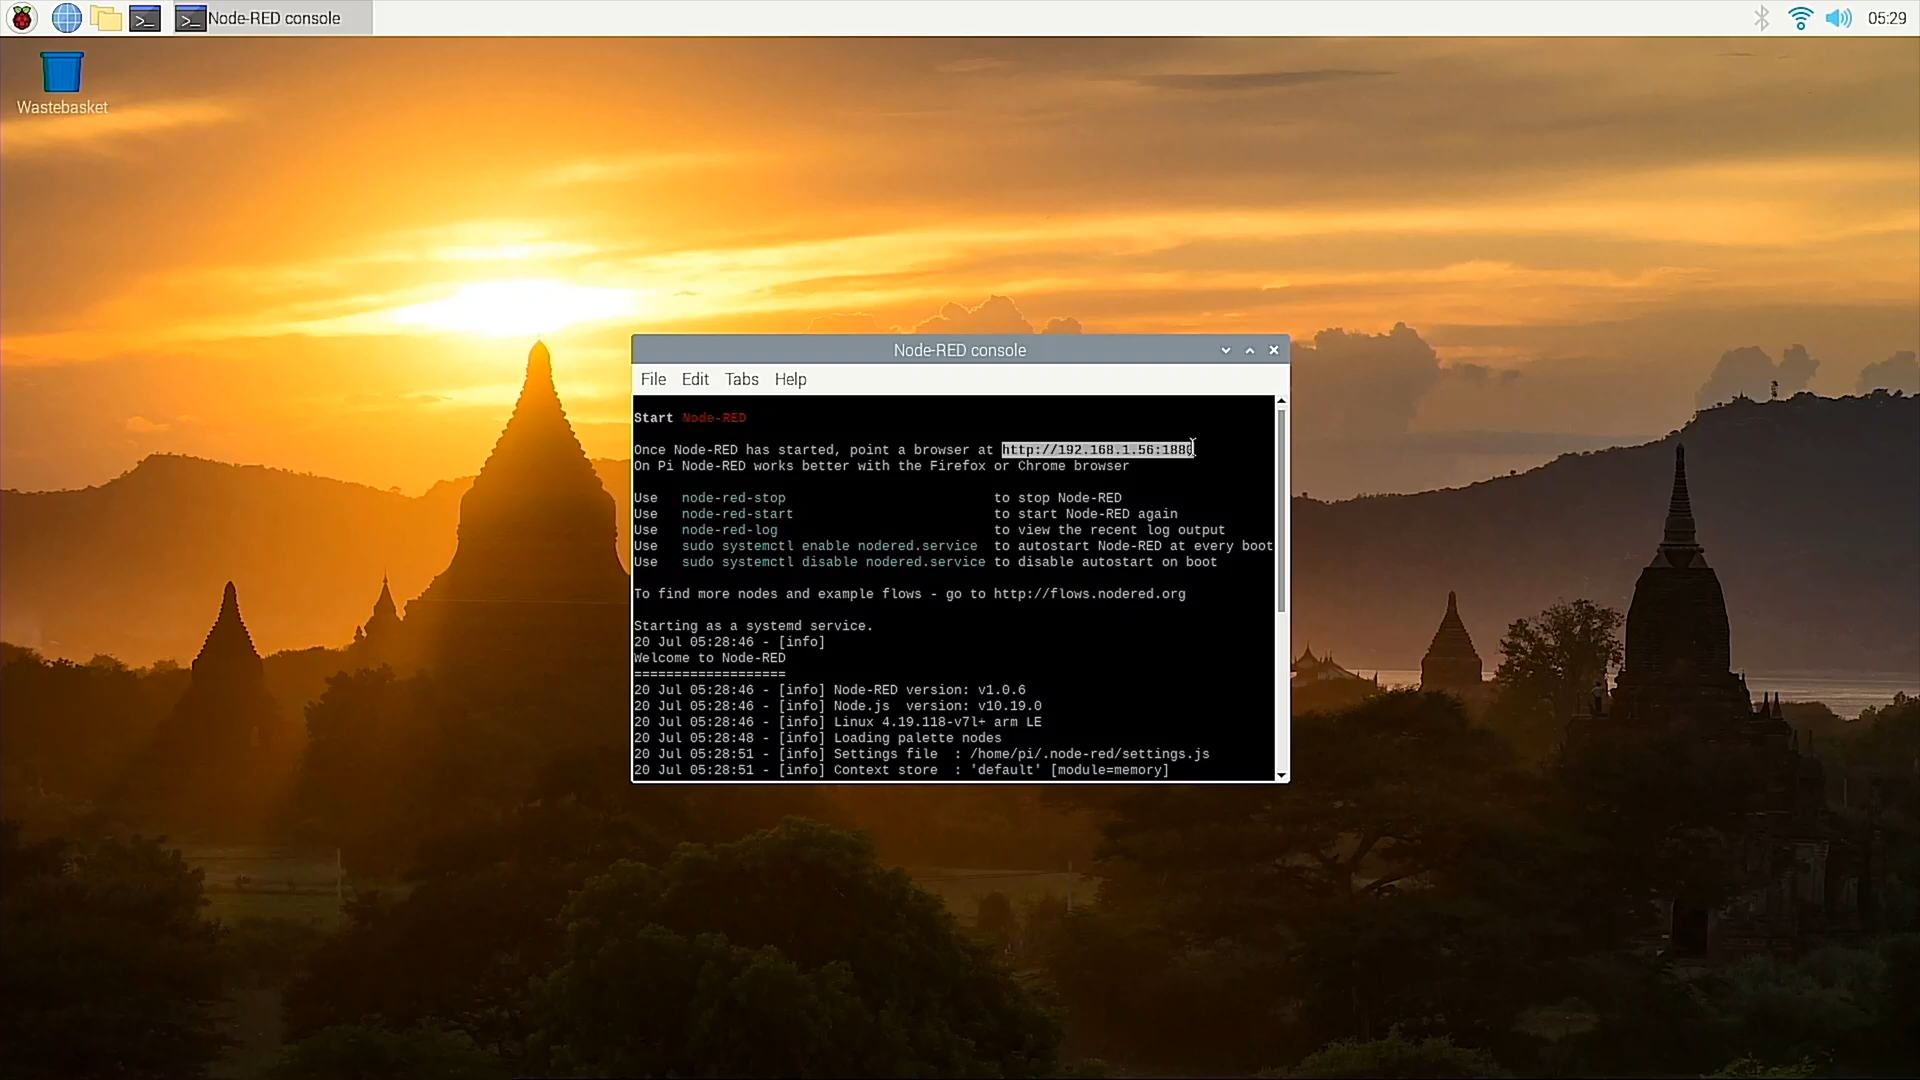 Node-RED console
05:29
Wastebasket
Node-RED console
File Edit Tabs Help
Start Node-RED
Once Node-RED has started, point a browser at http://192.168.1.56:1880
On Pi Node-RED works better with the Firefox or Chrome browser
Use node-red-stop to stop Node-RED
Use node-red-start to start Node-RED again
Use node-red-log to view the recent log output
Use sudo systemctl enable nodered.service to autostart Node-RED at every boot
Use sudo systemctl disable nodered.service to disable autostart on boot
To find more nodes and example flows - go to http://flows.nodered.org
Starting as a systemd service.
20 Jul 05:28:46 - [info]
Welcome to Node-RED
===================
20 Jul 05:28:46 - [info] Node-RED version: v1.0.6
20 Jul 05:28:46 - [info] Node.js  version: v10.19.0
20 Jul 05:28:46 - [info] Linux 4.19.118-v7l+ arm LE
20 Jul 05:28:48 - [info] Loading palette nodes
20 Jul 05:28:51 - [info] Settings file  : /home/pi/.node-red/settings.js
20 Jul 05:28:51 - [info] Context store  : 'default' [module=memory]